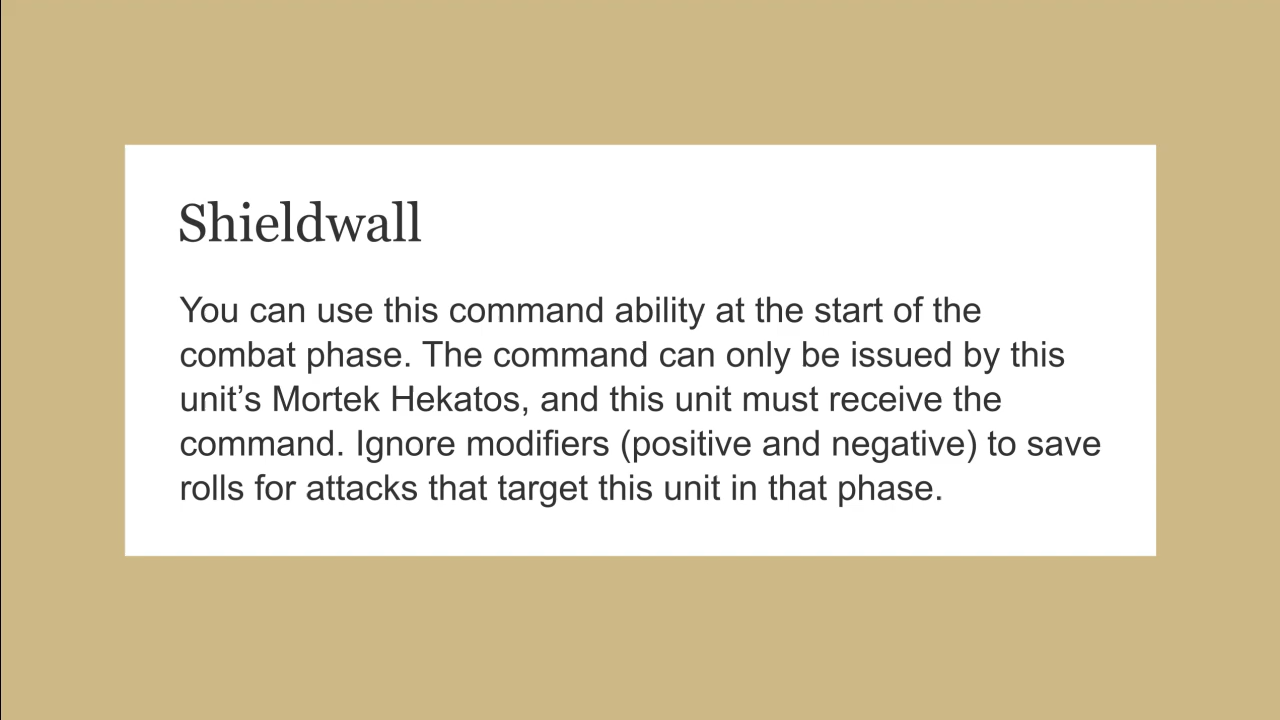 Shieldwall
You can use this command ability at the start of the
combat phase. The command can only be issued by this
unit’s Mortek Hekatos, and this unit must receive the
command. Ignore modifiers (positive and negative) to save
rolls for attacks that target this unit in that phase.